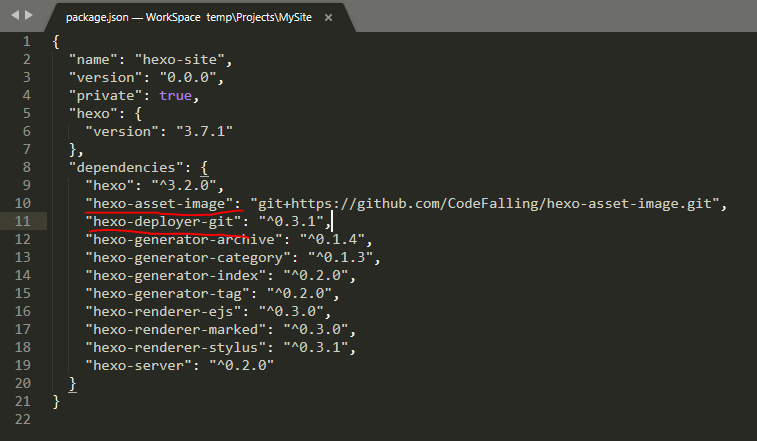 package.json — WorkSpace temp\Projects\MySite ×
1 {
2 "name": "hexo-site",
3 "version": "0.0.0",
4 "private": true,
5 "hexo": {
6 "version": "3.7.1"
7 },
8 "dependencies": {
9 "hexo": "^3.2.0",
10 "hexo-asset-image": "git+https://github.com/CodeFalling/hexo-asset-image.git",
11 "hexo-deployer-git": "^0.3.1",
12 "hexo-generator-archive": "^0.1.4",
13 "hexo-generator-category": "^0.1.3",
14 "hexo-generator-index": "^0.2.0",
15 "hexo-generator-tag": "^0.2.0",
16 "hexo-renderer-ejs": "^0.3.0",
17 "hexo-renderer-marked": "^0.3.0",
18 "hexo-renderer-stylus": "^0.3.1",
19 "hexo-server": "^0.2.0"
20 }
21 }
22